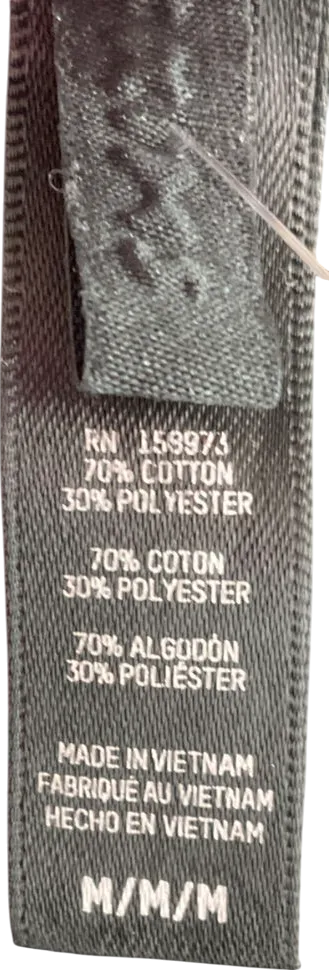 RN 158973
70% COTTON
30% POLYESTER
70% COTON
30% POLYESTER
70% ALGODÓN
30% POLIÉSTER
MADE IN VIETNAM
FABRIQUÉ AU VIETNAM
HECHO EN VIETNAM
M/M/M